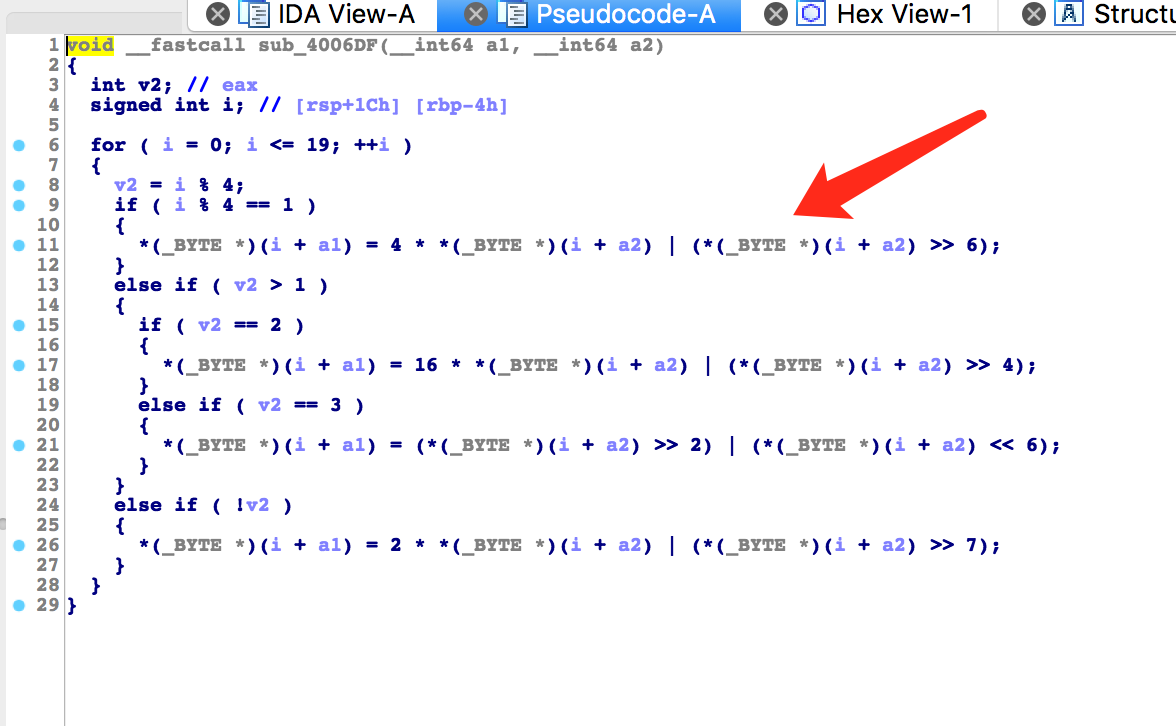 IDA View-A Pseudocode-A Hex View-1 Structu
1 void __fastcall sub_4006DF(__int64 a1, __int64 a2)
2 {
3   int v2; // eax
4   signed int i; // [rsp+1Ch] [rbp-4h]
5
6   for ( i = 0; i <= 19; ++i )
7   {
8     v2 = i % 4;
9     if ( i % 4 == 1 )
10     {
11       *(_BYTE *)(i + a1) = 4 * *(_BYTE *)(i + a2) | (*(_BYTE *)(i + a2) >> 6);
12     }
13     else if ( v2 > 1 )
14     {
15       if ( v2 == 2 )
16       {
17         *(_BYTE *)(i + a1) = 16 * *(_BYTE *)(i + a2) | (*(_BYTE *)(i + a2) >> 4);
18       }
19       else if ( v2 == 3 )
20       {
21         *(_BYTE *)(i + a1) = (*(_BYTE *)(i + a2) >> 2) | (*(_BYTE *)(i + a2) << 6);
22       }
23     }
24     else if ( !v2 )
25     {
26       *(_BYTE *)(i + a1) = 2 * *(_BYTE *)(i + a2) | (*(_BYTE *)(i + a2) >> 7);
27     }
28   }
29 }